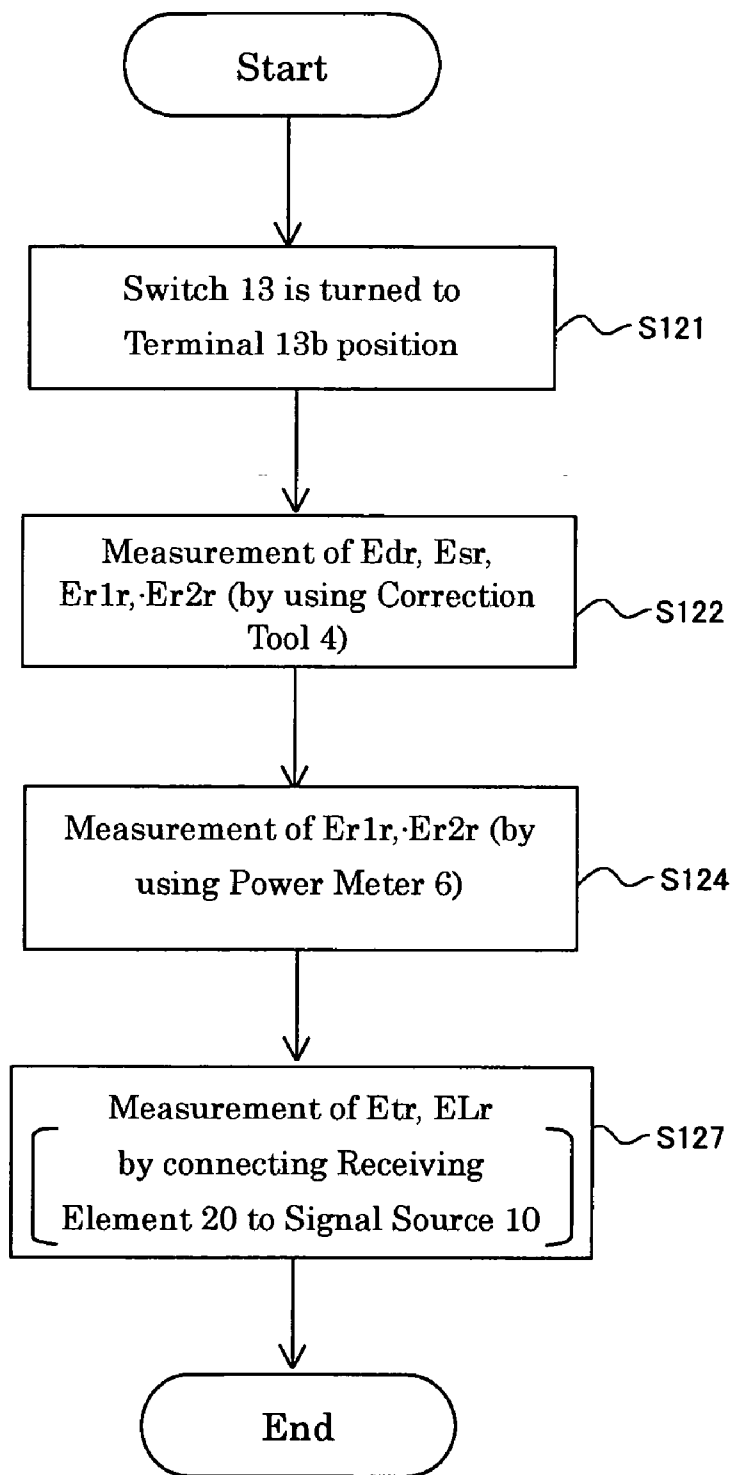 Start
Switch 13 is turned to
Terminal 13b position
S121
Measurement of Edr, Esr,
Er1r,·Er2r (by using Correction
Tool 4)
S122
Measurement of Er1r,·Er2r (by
using Power Meter 6)
S124
Measurement of Etr, ELr
by connecting Receiving
Element 20 to Signal Source 10
S127
End